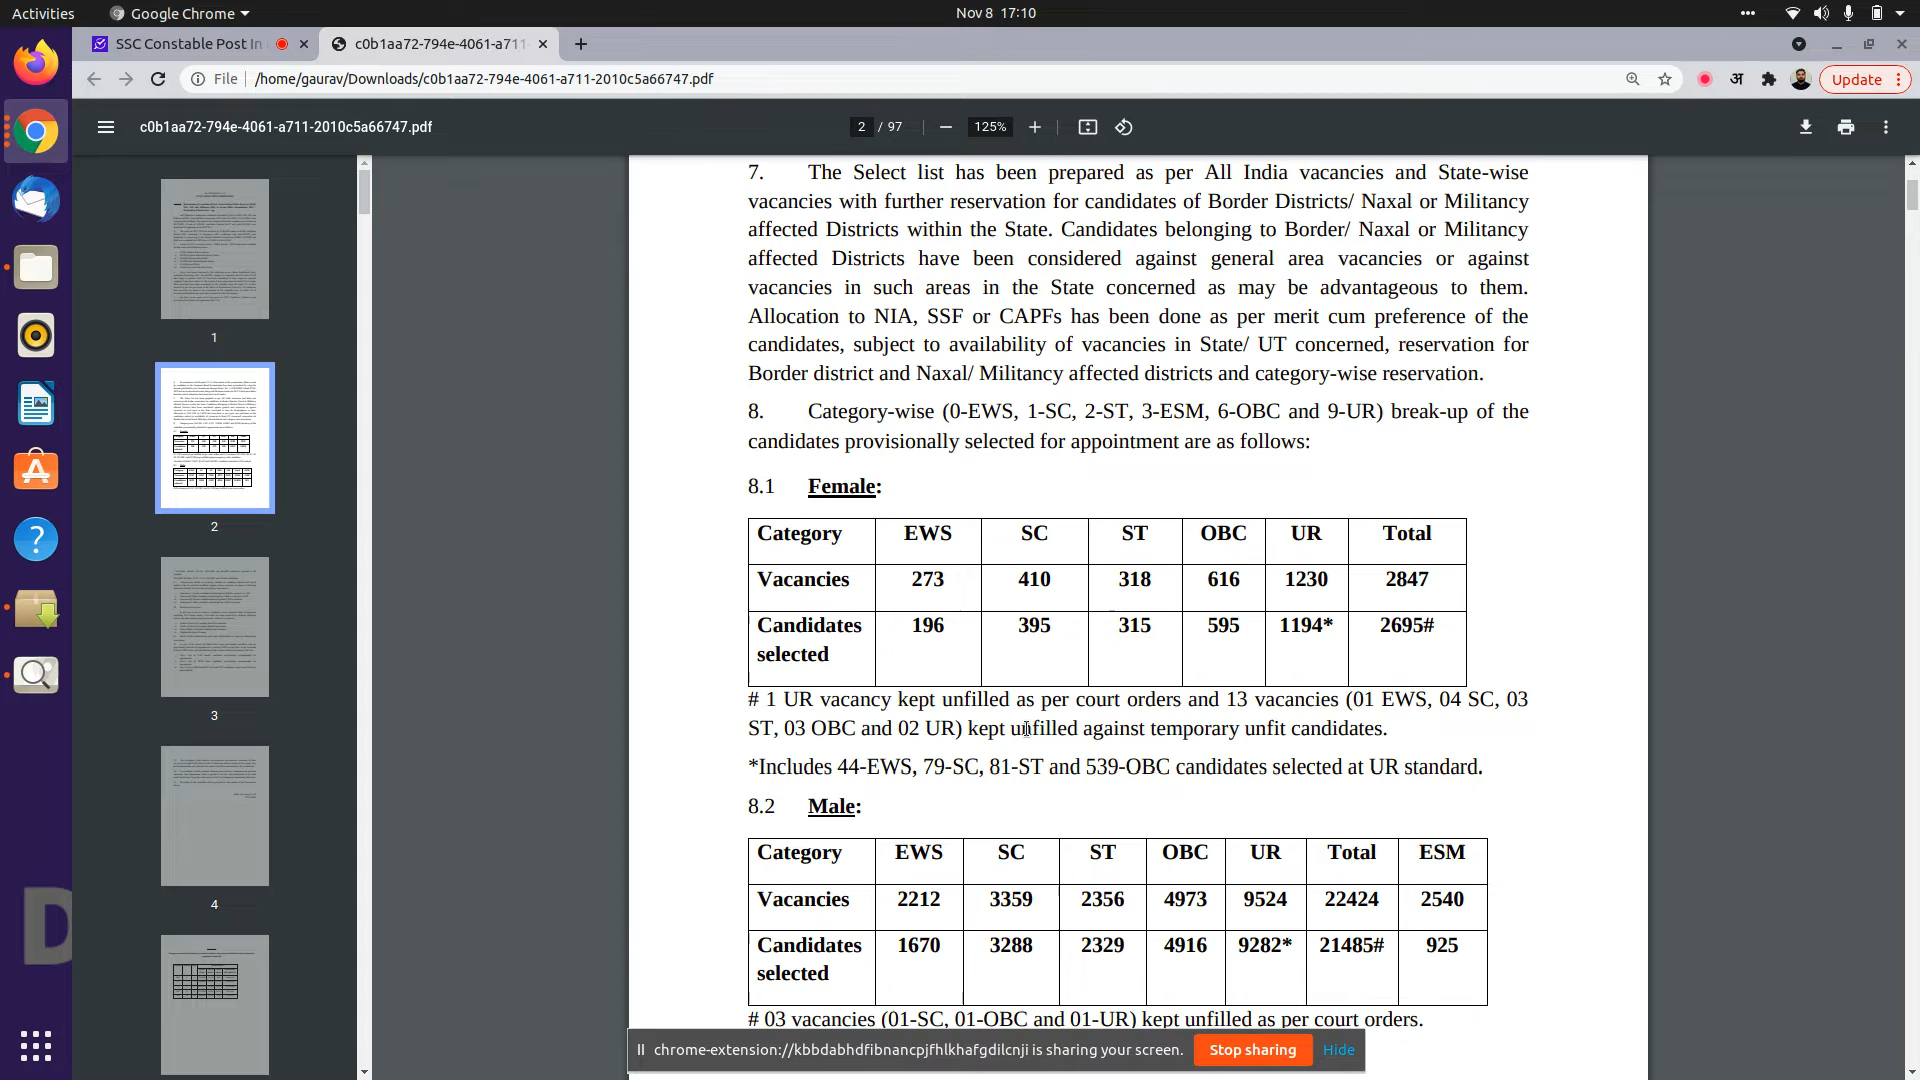 Activities
Google Chrome
Nov 8 17:10
SSC Constable Post In
c0b1aa72-794e-4061-a711
File
/home/gaurav/Downloads/c0b1aa72-794e-4061-a711-2010c5a66747.pdf
अ
Update
c0b1aa72-794e-4061-a711-2010c5a66747.pdf
2 / 97
125%
1
2
3
4
7. The Select list has been prepared as per All India vacancies and State-wise
vacancies with further reservation for candidates of Border Districts/ Naxal or Militancy
affected Districts within the State. Candidates belonging to Border/ Naxal or Militancy
affected Districts have been considered against general area vacancies or against
vacancies in such areas in the State concerned as may be advantageous to them.
Allocation to NIA, SSF or CAPFs has been done as per merit cum preference of the
candidates, subject to availability of vacancies in State/ UT concerned, reservation for
Border district and Naxal/ Militancy affected districts and category-wise reservation.
8. Category-wise (0-EWS, 1-SC, 2-ST, 3-ESM, 6-OBC and 9-UR) break-up of the
candidates provisionally selected for appointment are as follows:
8.1 Female:
Category EWS SC ST OBC UR Total
Vacancies 273 410 318 616 1230 2847
Candidates 196 395 315 595 1194* 2695#
selected
# 1 UR vacancy kept unfilled as per court orders and 13 vacancies (01 EWS, 04 SC, 03
ST, 03 OBC and 02 UR) kept unfilled against temporary unfit candidates.
*Includes 44-EWS, 79-SC, 81-ST and 539-OBC candidates selected at UR standard.
8.2 Male:
Category EWS SC ST OBC UR Total ESM
Vacancies 2212 3359 2356 4973 9524 22424 2540
Candidates 1670 3288 2329 4916 9282* 21485# 925
selected
# 03 vacancies (01-SC, 01-OBC and 01-UR) kept unfilled as per court orders.
chrome-extension://kbbdabhdfibnancpjfhlkhafgdilcnji is sharing your screen.
Stop sharing
Hide